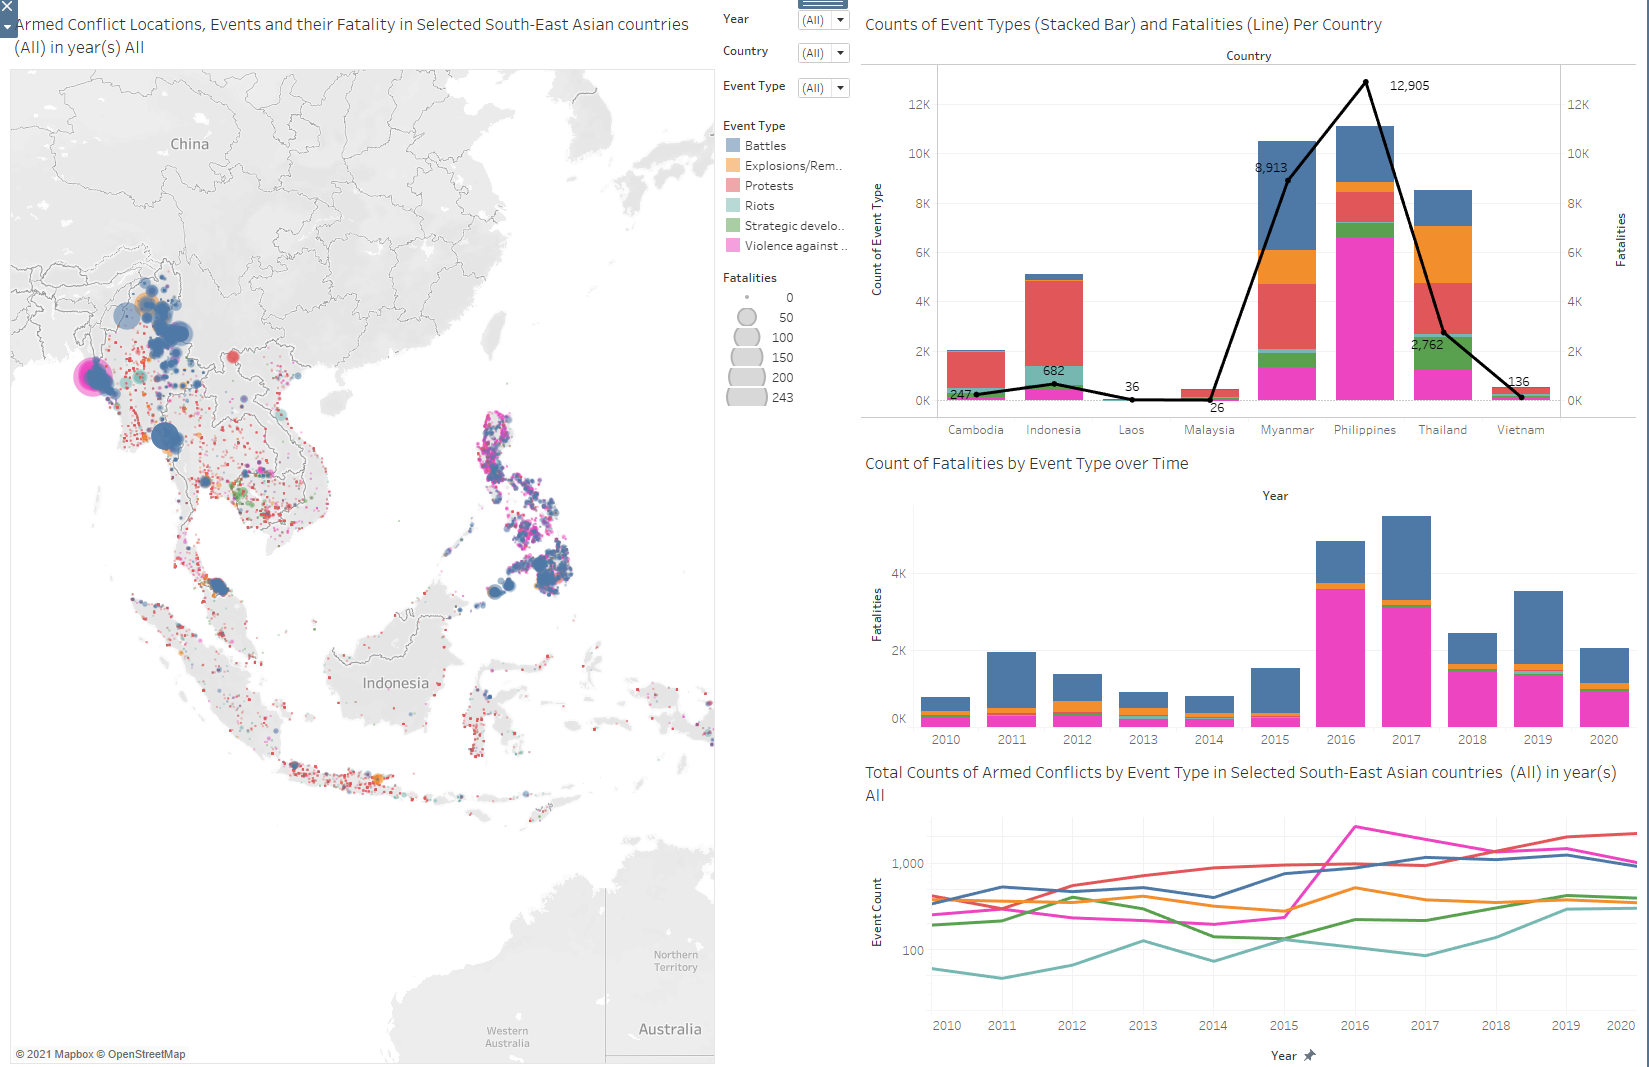 Armed Conflict Locations, Events and their Fatality in Selected South-East Asian countries
(All) in year(s) All
China
Indonesia
Northern
Territory
Western
Australia
Australia
© 2021 Mapbox © OpenStreetMap
Year
(All)
Country
(All)
Event Type
(All)
Event Type
Battles
Explosions/Rem..
Protests
Riots
Strategic develo..
Violence against ..
Fatalities
0
50
100
150
200
243
Counts of Event Types (Stacked Bar) and Fatalities (Line) Per Country
Country
Count of Event Type
12K
10K
8K
6K
4K
2K
0K
247
682
36
26
8,913
12,905
2,762
136
12K
10K
8K
6K
4K
2K
0K
Fatalities
Cambodia
Indonesia
Laos
Malaysia
Myanmar
Philippines
Thailand
Vietnam
Count of Fatalities by Event Type over Time
Year
Fatalities
4K
2K
0K
2010
2011
2012
2013
2014
2015
2016
2017
2018
2019
2020
Total Counts of Armed Conflicts by Event Type in Selected South-East Asian countries (All) in year(s)
All
Event Count
1,000
100
2010
2011
2012
2013
2014
2015
2016
2017
2018
2019
2020
Year